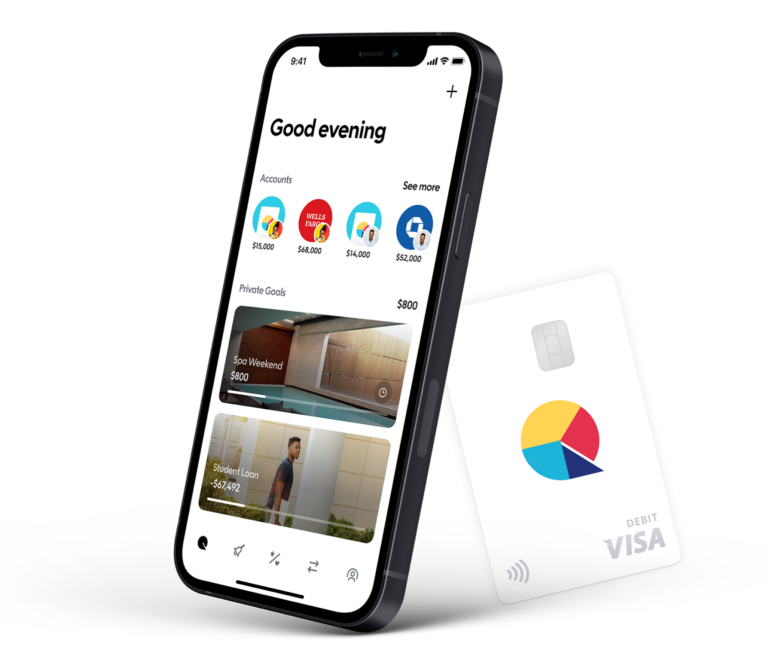 9:41
Good evening
Accounts
See more
WELLS
FARGO
$15,000
$68,000
$14,000
$52,000
Private Goals
$800
Spa Weekend
$800
Student Loan
-$67,492
DEBIT
VISA